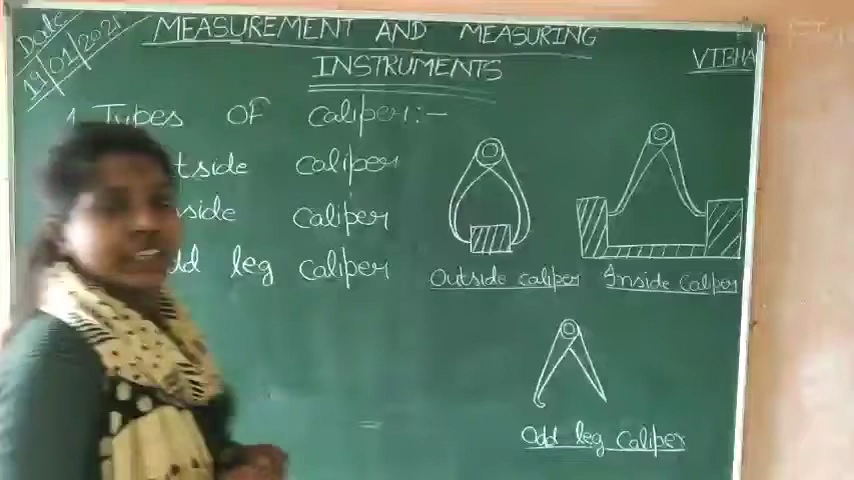 Date
19/01/2021
MEASUREMENT AND MEASURING
INSTRUMENTS
VIBHA
1. Types OF caliper:-
tside caliper
side caliper
dd leg caliper
Outside caliper
Inside Caliper
Odd leg Caliper